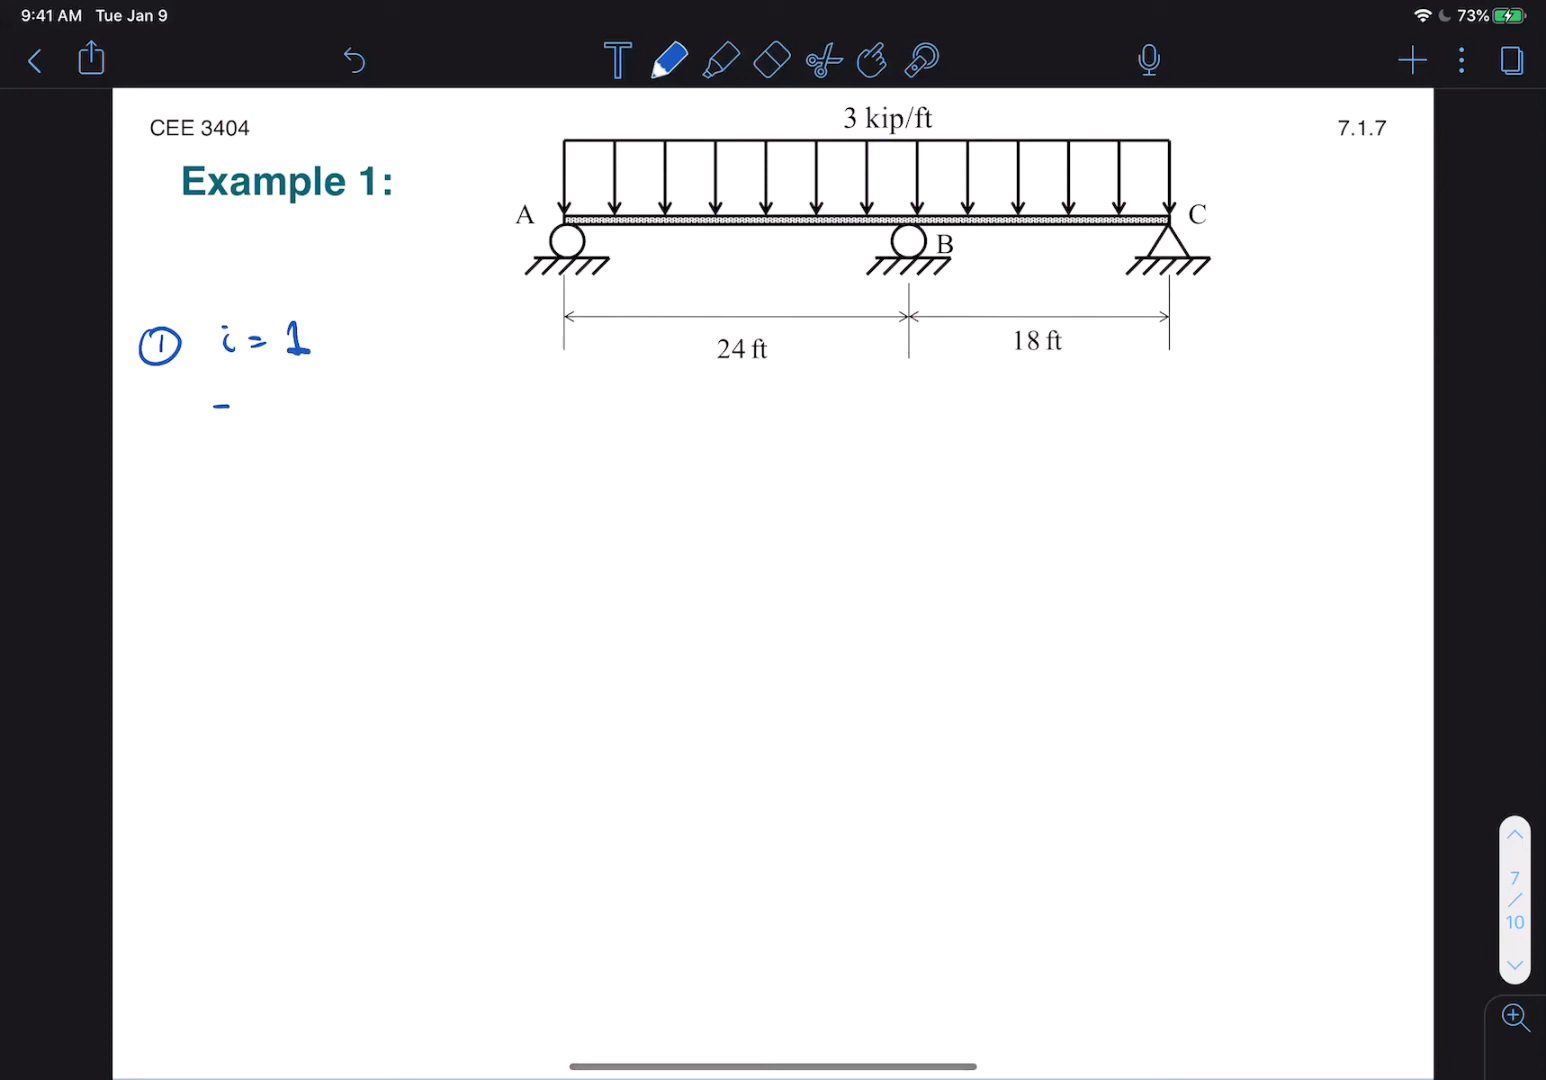 9:41 AM Tue Jan 9
73%
T
CEE 3404
3 kip/ft
7.1.7
Example 1:
A
C
B
① i = 1
24 ft
18 ft
-
7
/
10